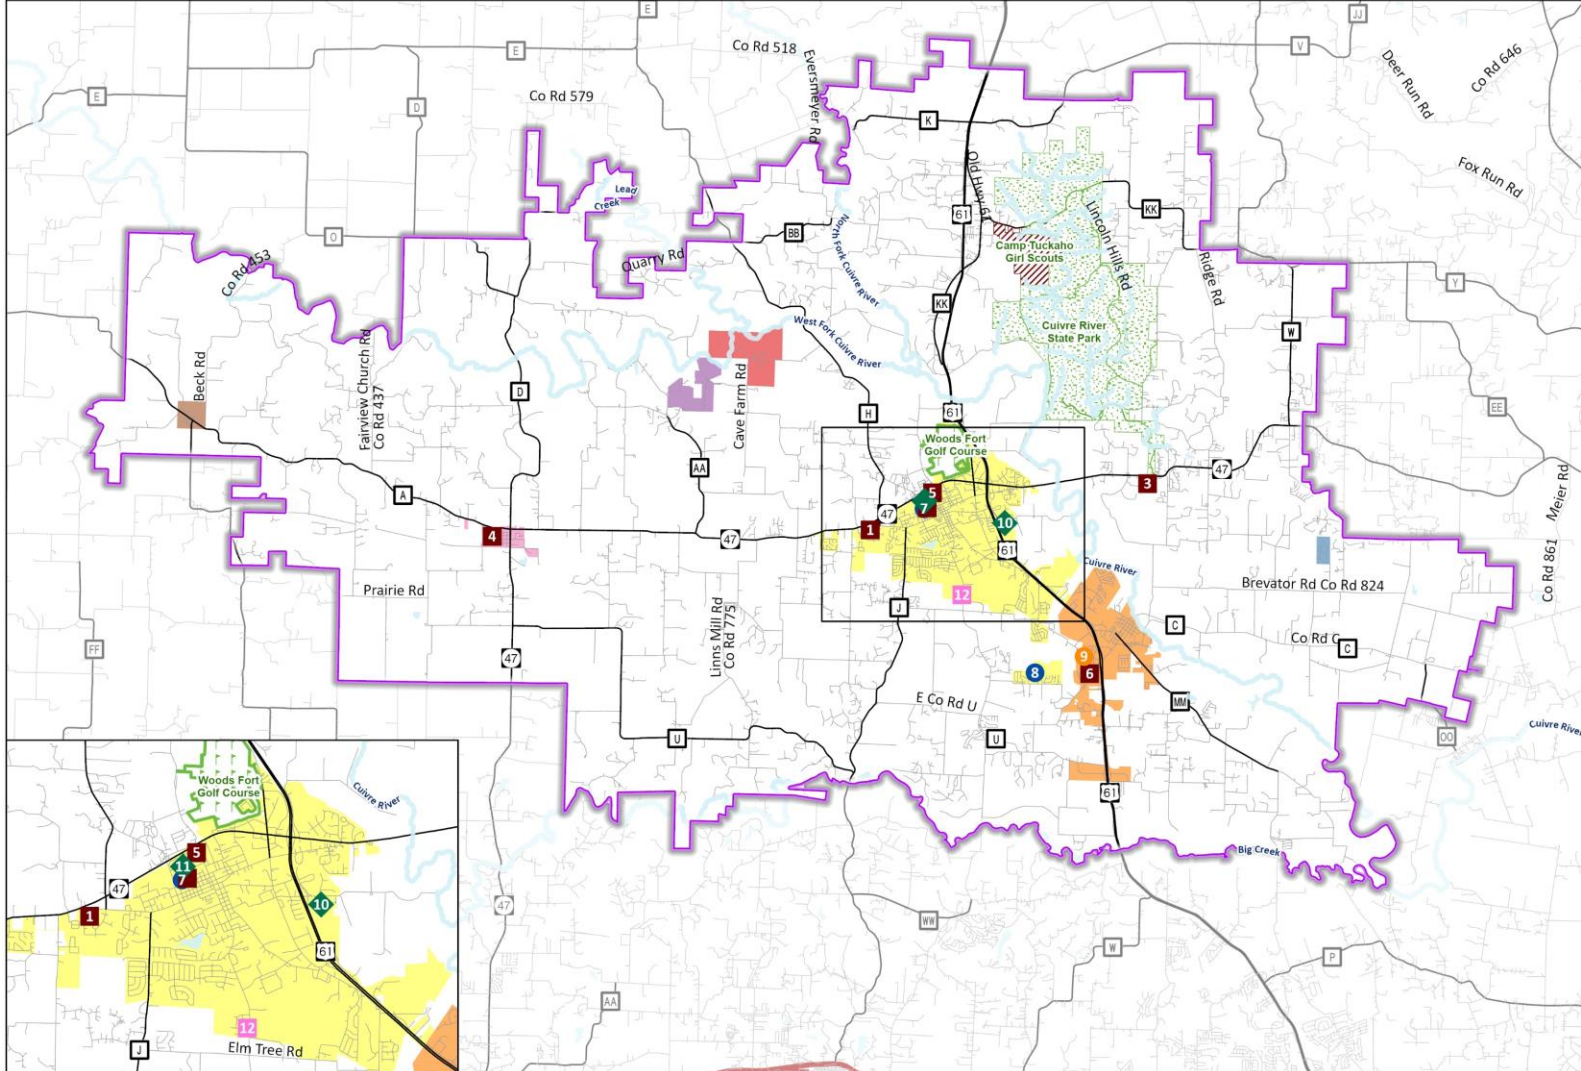 E
JJ
Co Rd 518
V
E
Eversmeyer Rd
Deer Run Rd
Co Rd 646
E
Co Rd 579
D
K
Old Hwy 61
Fox Run Rd
Lead
Creek
61
Lincoln Hills Rd
KK
BB
North Fork Cuivre River
O
Camp Tuckaho
Girl Scouts
Quarry Rd
Co Rd 453
Ridge Rd
Y
KK
West Fork Cuivre River
Cuivre River
State Park
W
Beck Rd
Fairview Church Rd
Co Rd 437
D
Cave Farm Rd
H
61
EE
Woods Fort
Golf Course
AA
47
3
A
5
7
47
1
10
Meier Rd
4
47
61
Cuivre River
Brevator Rd Co Rd 824
Co Rd 861
Prairie Rd
12
J
Linns Mill Rd
Co Rd 775
C
Co Rd C
C
FF
47
9
8
6
E Co Rd U
MM
U
U
OO
Cuivre River
61
Big Creek
Woods Fort
Golf Course
Cuivre River
5
11
7
47
1
10
61
12
Elm Tree Rd
J
47
WW
W
P
AA